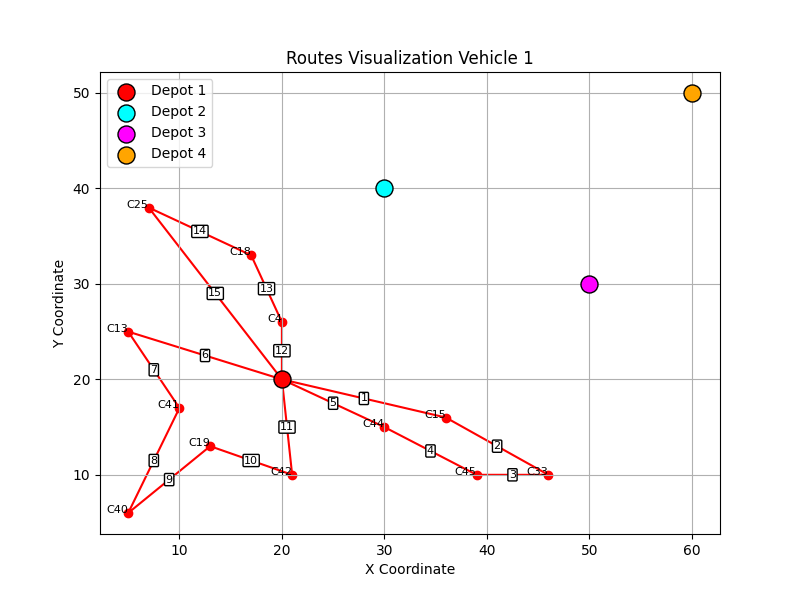 Routes Visualization Vehicle 1
Depot 1
Depot 2
Depot 3
Depot 4
50
40
30
20
10
Y Coordinate
C25
14
C18
15
13
C4
C13
12
6
7
1
5
C41
C15
C44
11
C19
2
4
8
10
9
C42
C45
3
C33
C40
10
20
30
40
50
60
X Coordinate